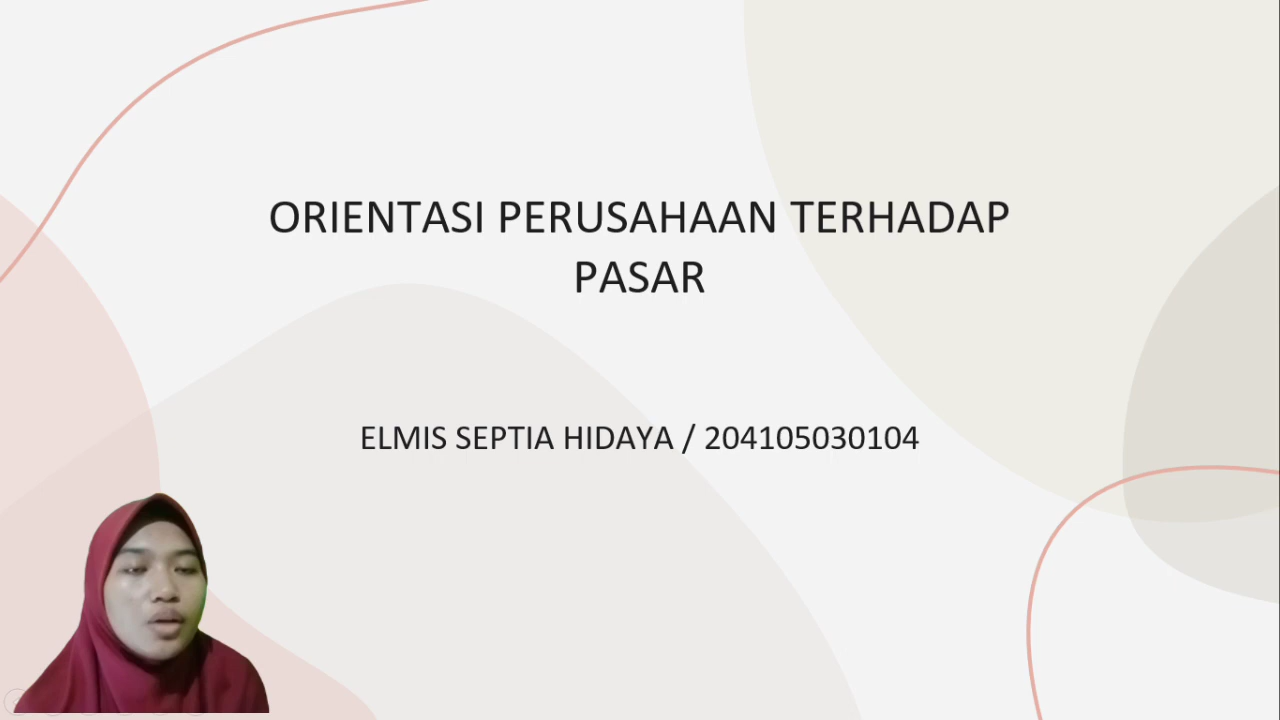 ORIENTASI PERUSAHAAN TERHADAP
PASAR
ELMIS SEPTIA HIDAYA / 204105030104